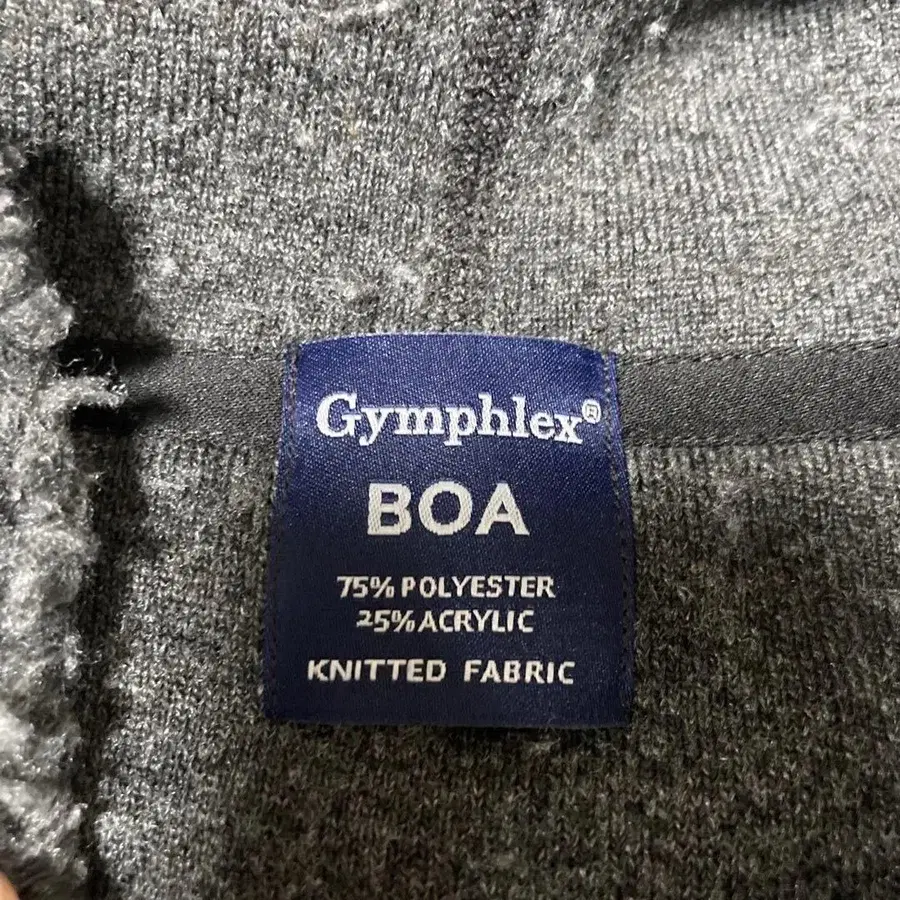 Gymphlex®
BOA
75% POLYESTER
25% ACRYLIC
KNITTED FABRIC